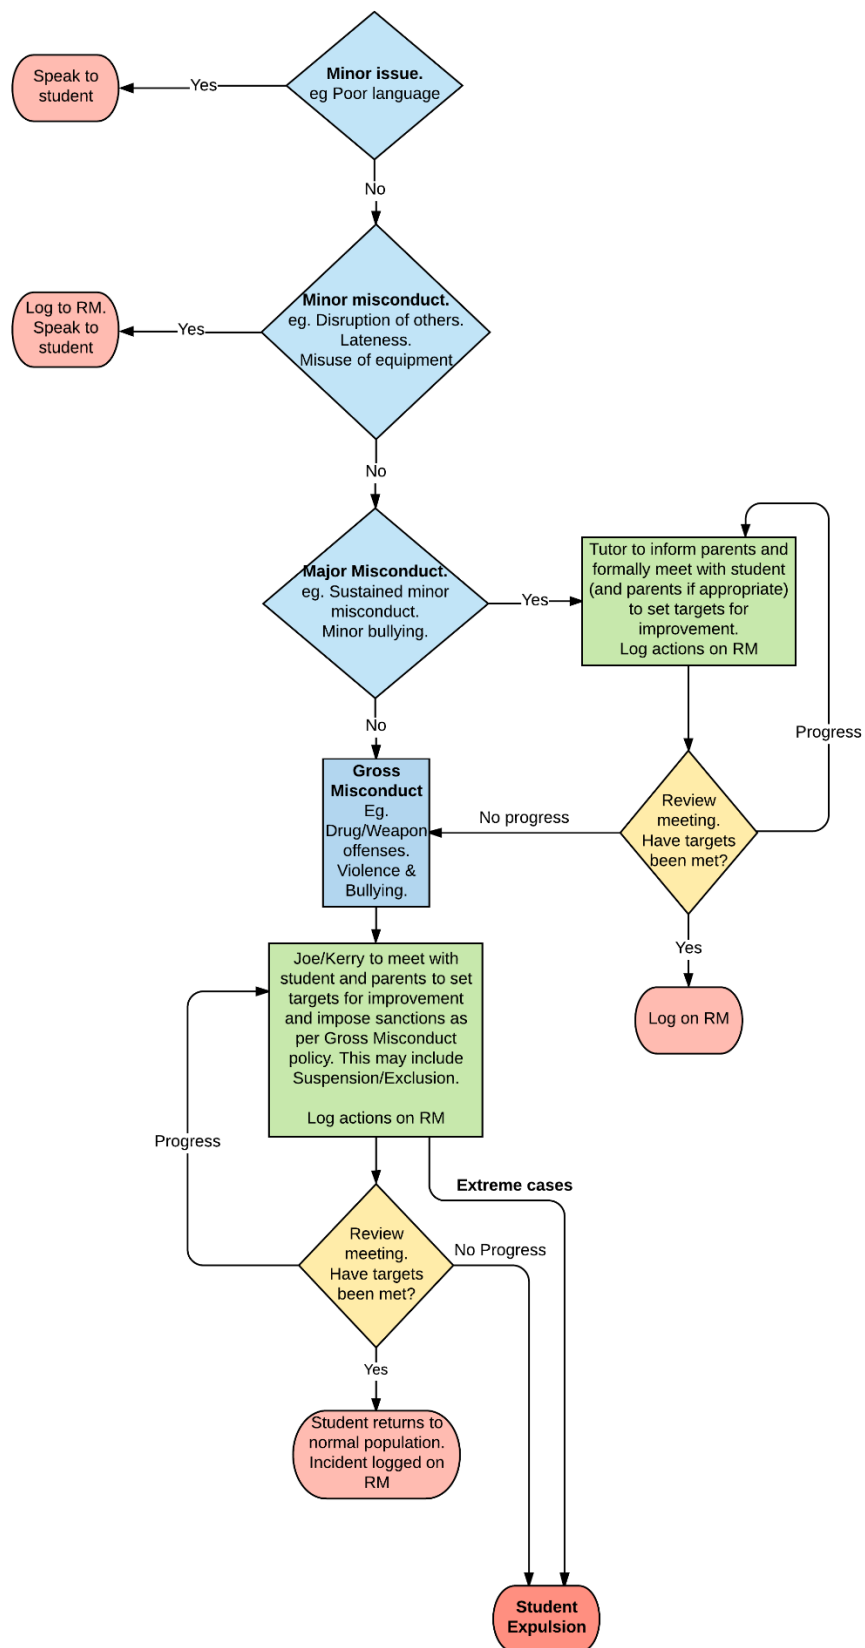 Minor issue.
eg Poor language
Yes
Speak to
student
No
Minor misconduct.
eg. Disruption of others.
Lateness.
Misuse of equipment
Yes
Log to RM.
Speak to
student
No
Major Misconduct.
eg. Sustained minor
misconduct.
Minor bullying.
Yes
Tutor to inform parents and
formally meet with student
(and parents if appropriate)
to set targets for
improvement.
Log actions on RM
Progress
No
Review
meeting.
Have targets
been met?
No progress
Yes
Log on RM
Gross
Misconduct
Eg.
Drug/Weapon
offenses.
Violence &
Bullying.
Joe/Kerry to meet with
student and parents to set
targets for improvement
and impose sanctions as
per Gross Misconduct
policy. This may include
Suspension/Exclusion.
Log actions on RM
Progress
Extreme cases
Review
meeting.
Have targets
been met?
No Progress
Yes
Student returns to
normal population.
Incident logged on
RM
Student
Expulsion